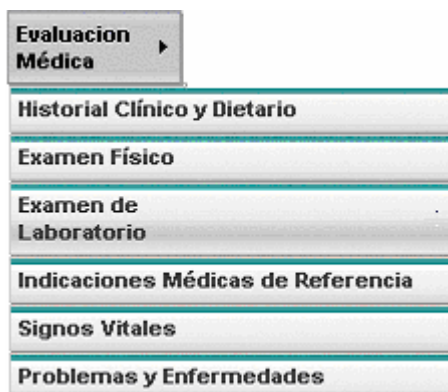 Evaluacion
Médica
Historial Clínico y Dietario
Examen Físico
Examen de
Laboratorio
Indicaciones Médicas de Referencia
Signos Vitales
Problemas y Enfermedades